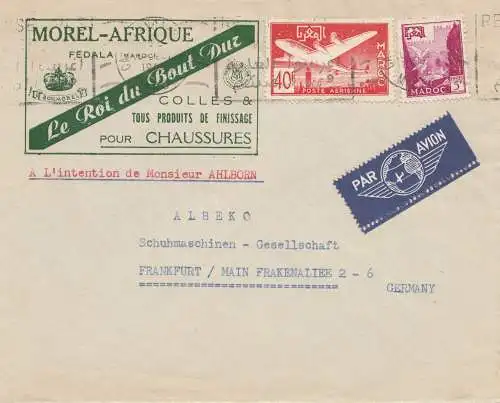 MOREL-AFRIQUE
FEDALA (MAROC)
Le Roi du Bout Dur
COLLES &
TOUS PRODUITS DE FINISSAGE
POUR CHAUSSURES
40F
POSTE AERIENNE
MAROC
MAROC
PAR AVION
A L'intention de Monsieur AHLBORN
ALBEKO
Schuhmaschinen - Gesellschaft
FRANKFURT / MAIN FRAKENALIEE 2 - 6
GERMANY